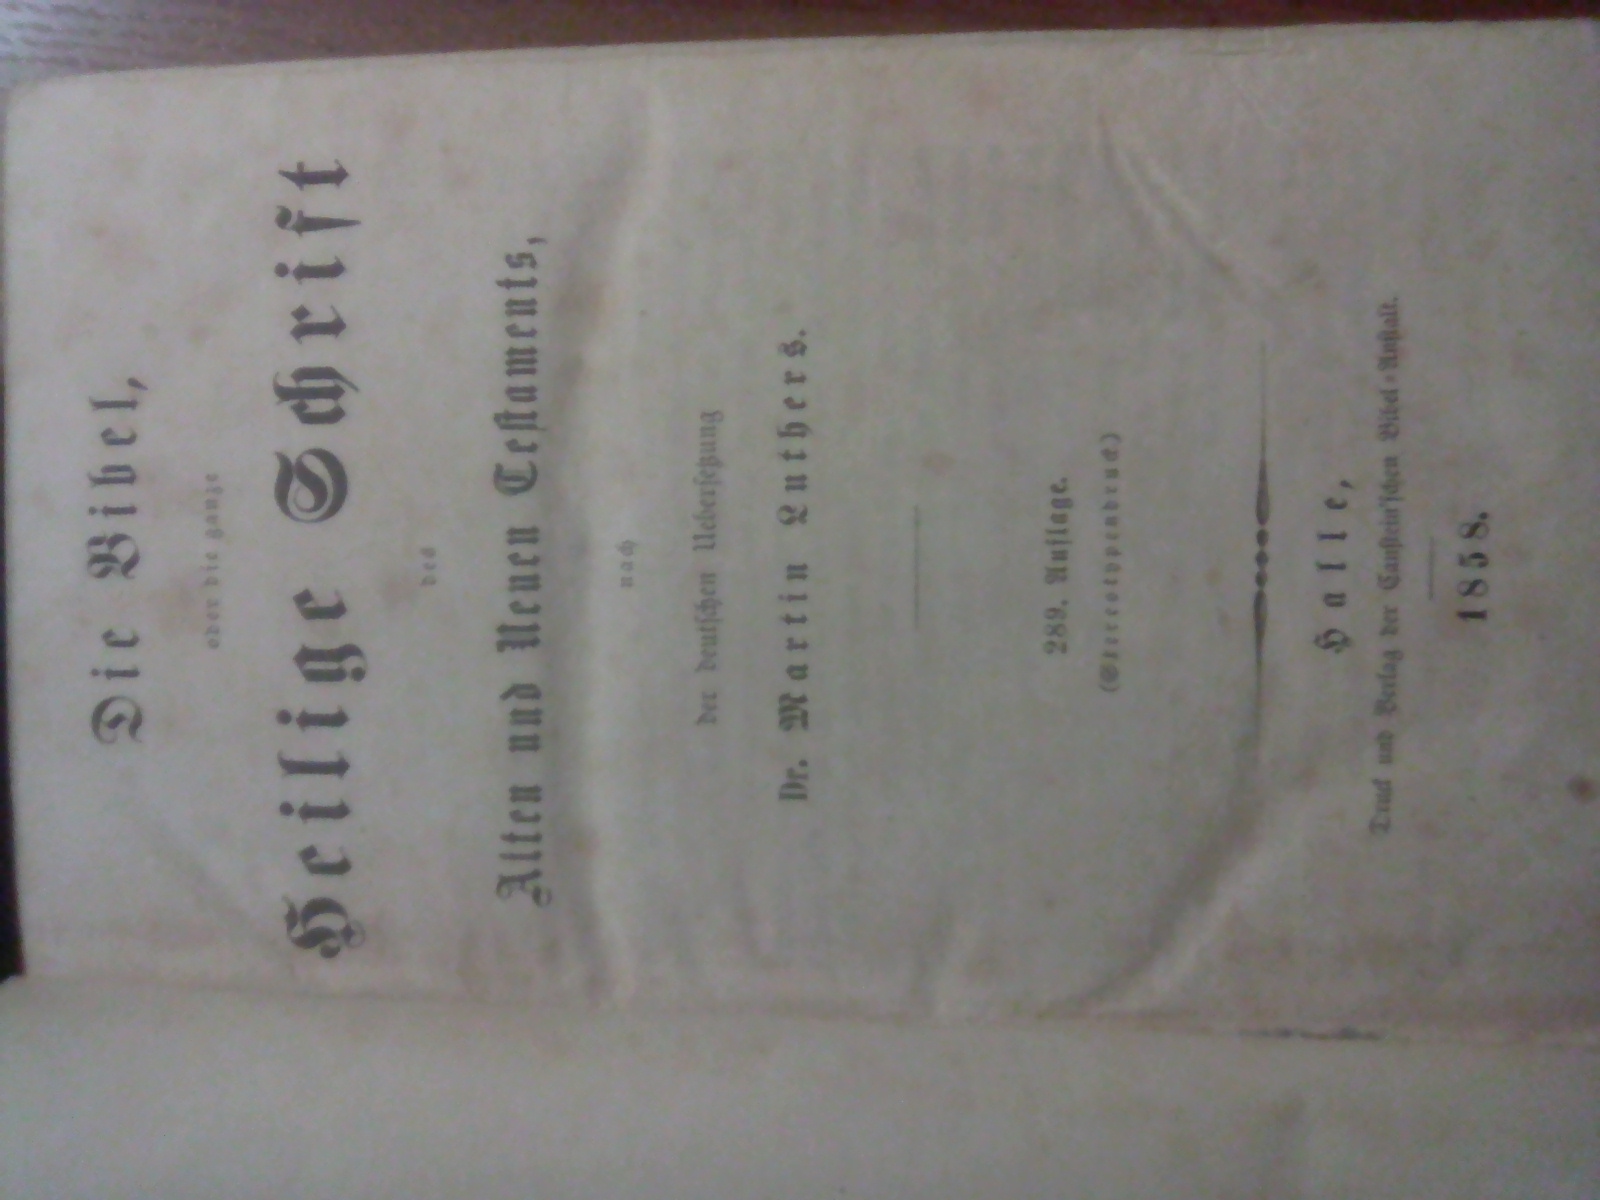 Die Bibel,
oder die ganze
Heilige Schrift
des
Alten und Neuen Testaments,
nach
der deutschen Uebersetzung
Dr. Martin Luthers.
289. Auflage.
(Stereotypendruck)
Halle,
Druck und Verlag der Canstein'schen Bibel-Anstalt.
1858.